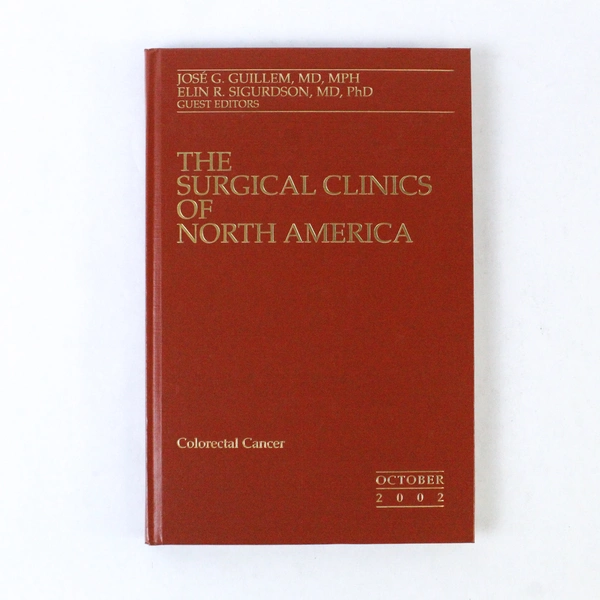 JOSÉ G. GUILLEM, MD, MPH
ELIN R. SIGURDSON, MD, PhD
GUEST EDITORS
THE
SURGICAL CLINICS
OF
NORTH AMERICA
Colorectal Cancer
OCTOBER
2002